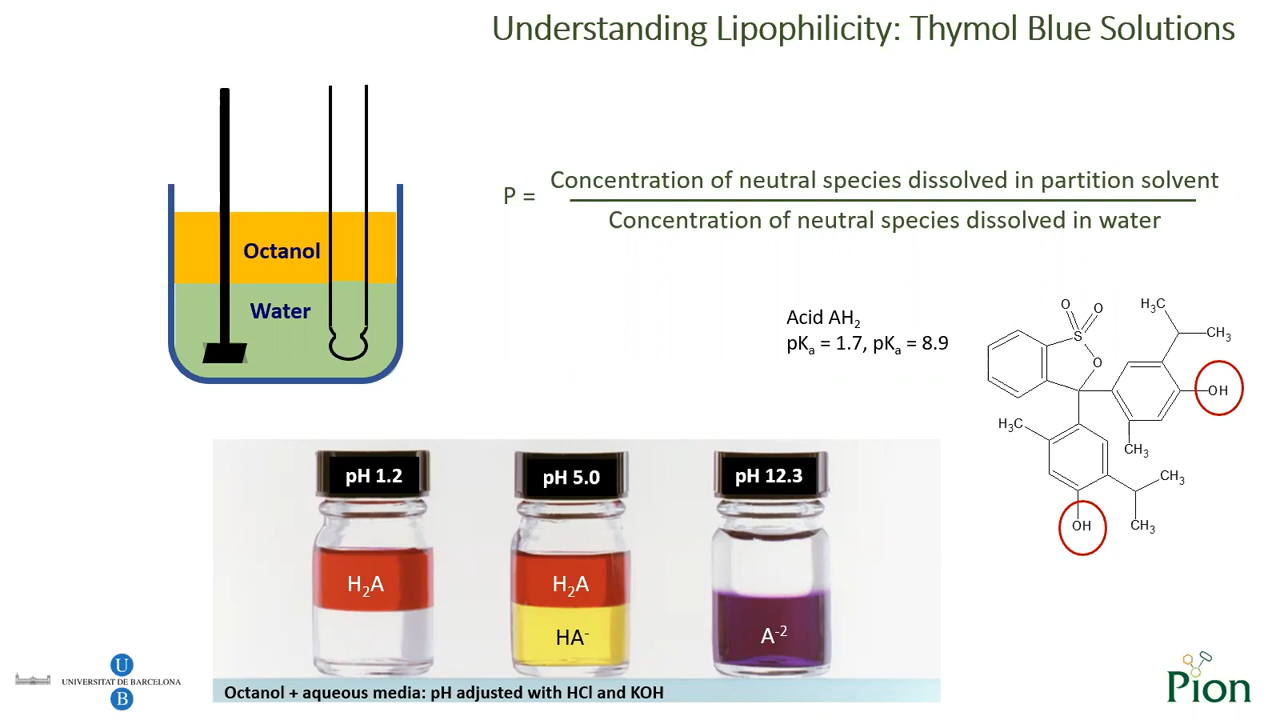 Understanding Lipophilicity: Thymol Blue Solutions
Octanol
Water
P =
Concentration of neutral species dissolved in partition solvent
Concentration of neutral species dissolved in water
Acid AH₂
pKₐ = 1.7, pKₐ = 8.9
O
O
S
O
H₃C
CH₃
OH
H₃C
CH₃
CH₃
OH
CH₃
pH 1.2
pH 5.0
pH 12.3
H₂A
H₂A
HA⁻
A⁻²
Octanol + aqueous media: pH adjusted with HCl and KOH
U
UNIVERSITAT DE BARCELONA
B
Pion